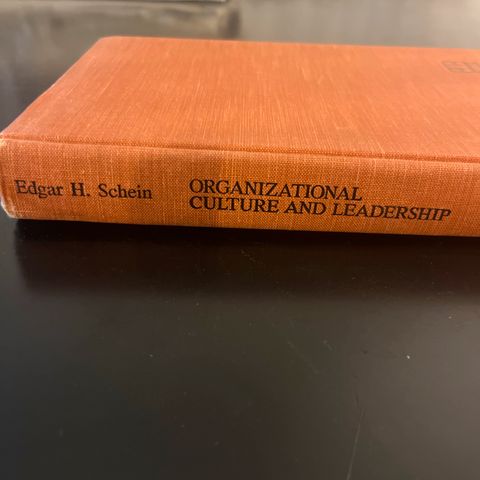 Edgar H. Schein
ORGANIZATIONAL
CULTURE AND LEADERSHIP